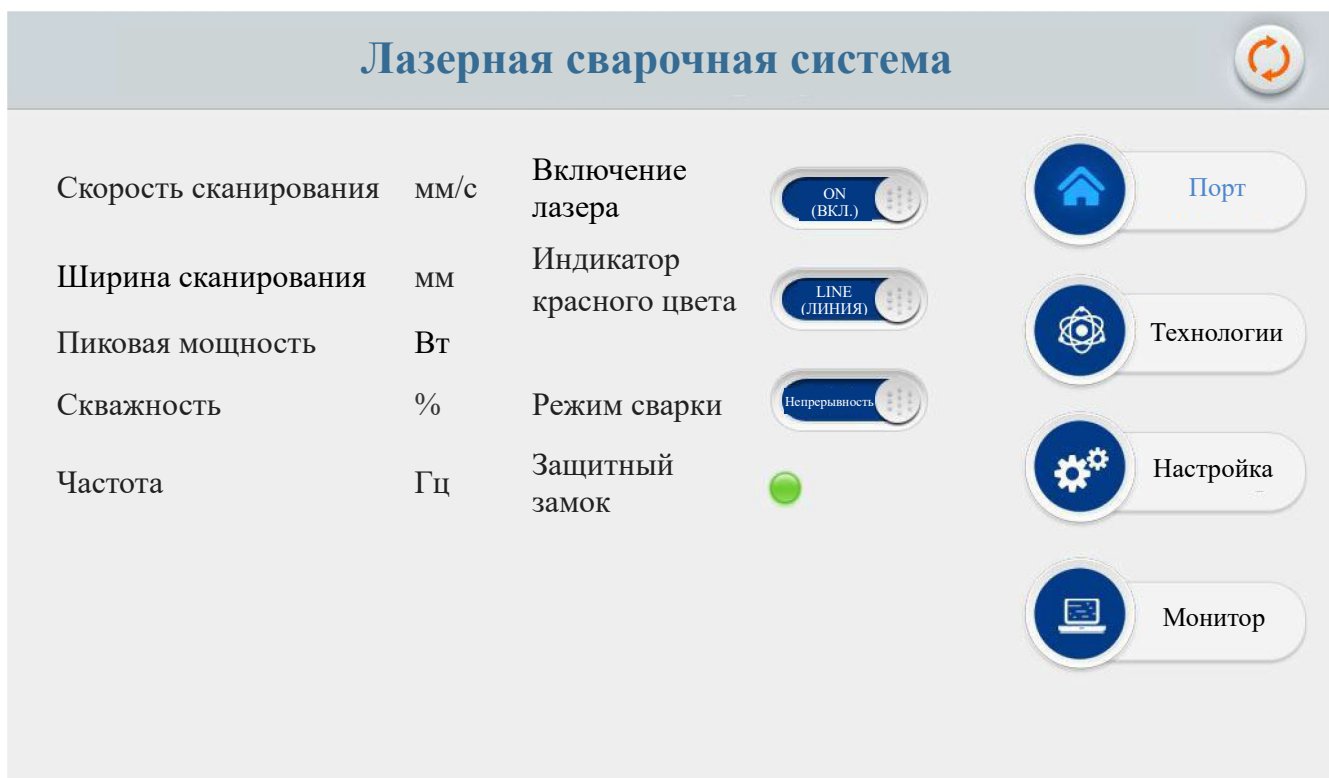 Лазерная сварочная система
Скорость сканирования мм/с
Ширина сканирования мм
Пиковая мощность Вт
Скважность %
Частота Гц
Включение
лазера
ON
(ВКЛ.)
Индикатор
красного цвета
LINE
(ЛИНИЯ)
Режим сварки
Непрерывность
Защитный
замок
Порт
Технологии
Настройка
Монитор